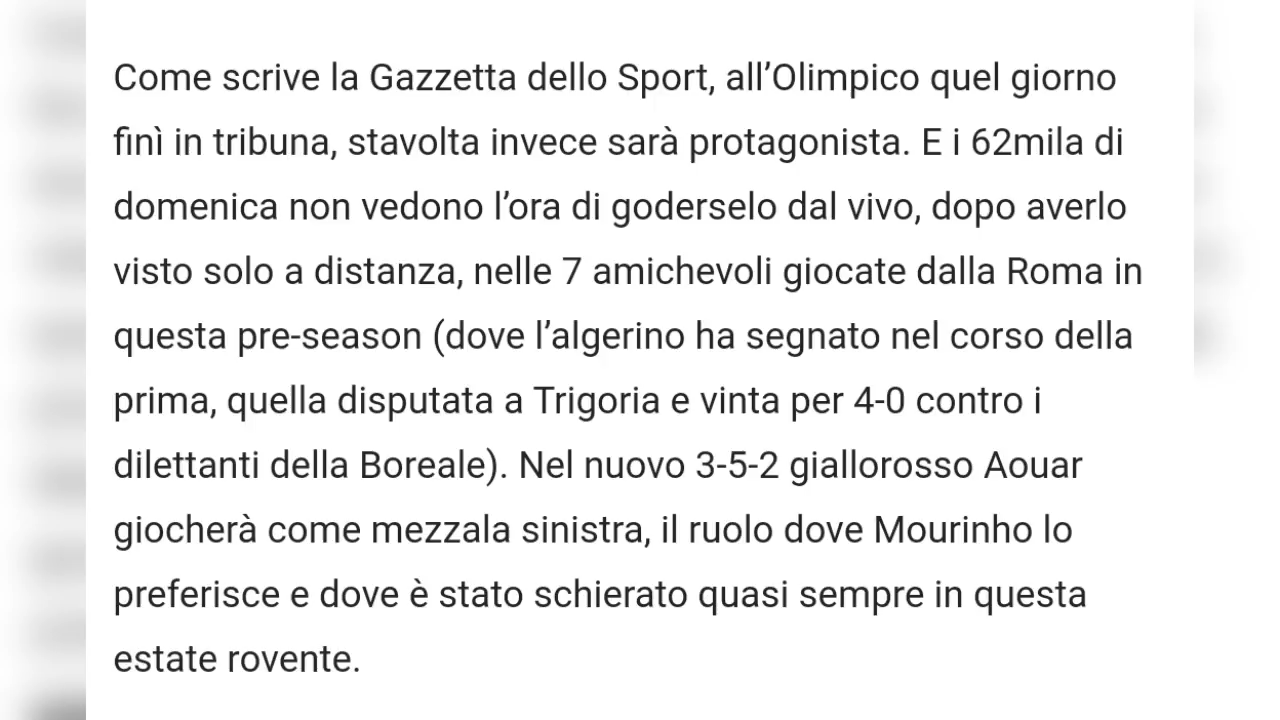 Come scrive la Gazzetta dello Sport, all’Olimpico quel giorno
finì in tribuna, stavolta invece sarà protagonista. E i 62mila di
domenica non vedono l’ora di goderselo dal vivo, dopo averlo
visto solo a distanza, nelle 7 amichevoli giocate dalla Roma in
questa pre-season (dove l’algerino ha segnato nel corso della
prima, quella disputata a Trigoria e vinta per 4-0 contro i
dilettanti della Boreale). Nel nuovo 3-5-2 giallorosso Aouar
giocherà come mezzala sinistra, il ruolo dove Mourinho lo
preferisce e dove è stato schierato quasi sempre in questa
estate rovente.